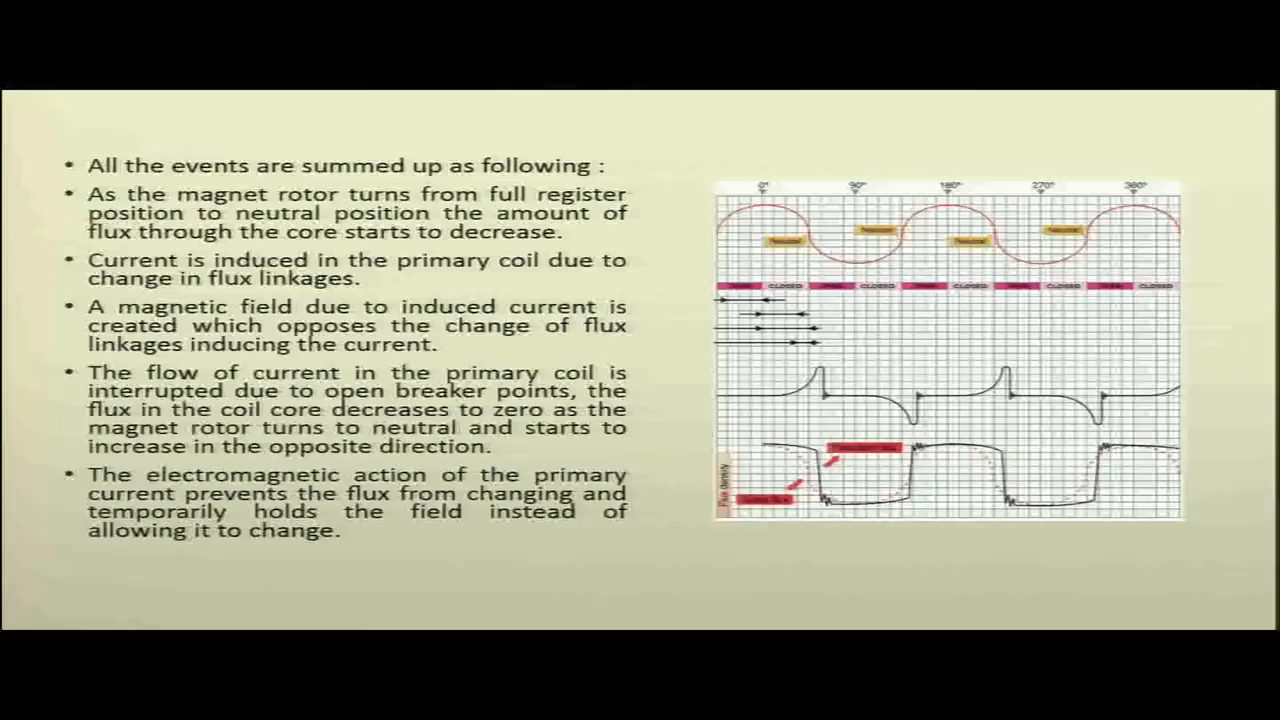 • All the events are summed up as following :
• As the magnet rotor turns from full register
position to neutral position the amount of
flux through the core starts to decrease.
• Current is induced in the primary coil due to
change in flux linkages.
• A magnetic field due to induced current is
created which opposes the change of flux
linkages inducing the current.
• The flow of current in the primary coil is
interrupted due to open breaker points, the
flux in the coil core decreases to zero as the
magnet rotor turns to neutral and starts to
increase in the opposite direction.
• The electromagnetic action of the primary
current prevents the flux from changing and
temporarily holds the field instead of
allowing it to change.
0° 90° 180° 270° 360°
Neutral Neutral
Neutral Neutral
CLOSED CLOSED CLOSED CLOSED CLOSED
Flux density